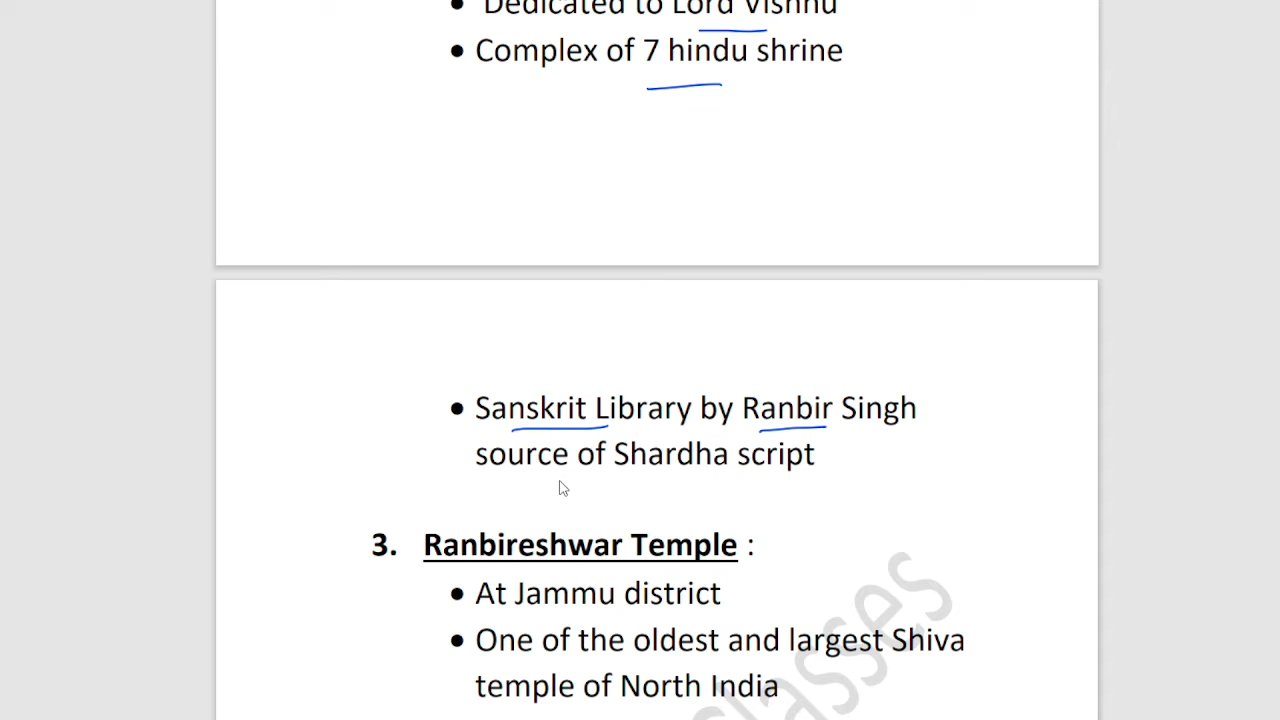 • Dedicated to Lord Vishnu
• Complex of 7 hindu shrine
• Sanskrit Library by Ranbir Singh
source of Shardha script
3. Ranbireshwar Temple :
• At Jammu district
• One of the oldest and largest Shiva
temple of North India
classes